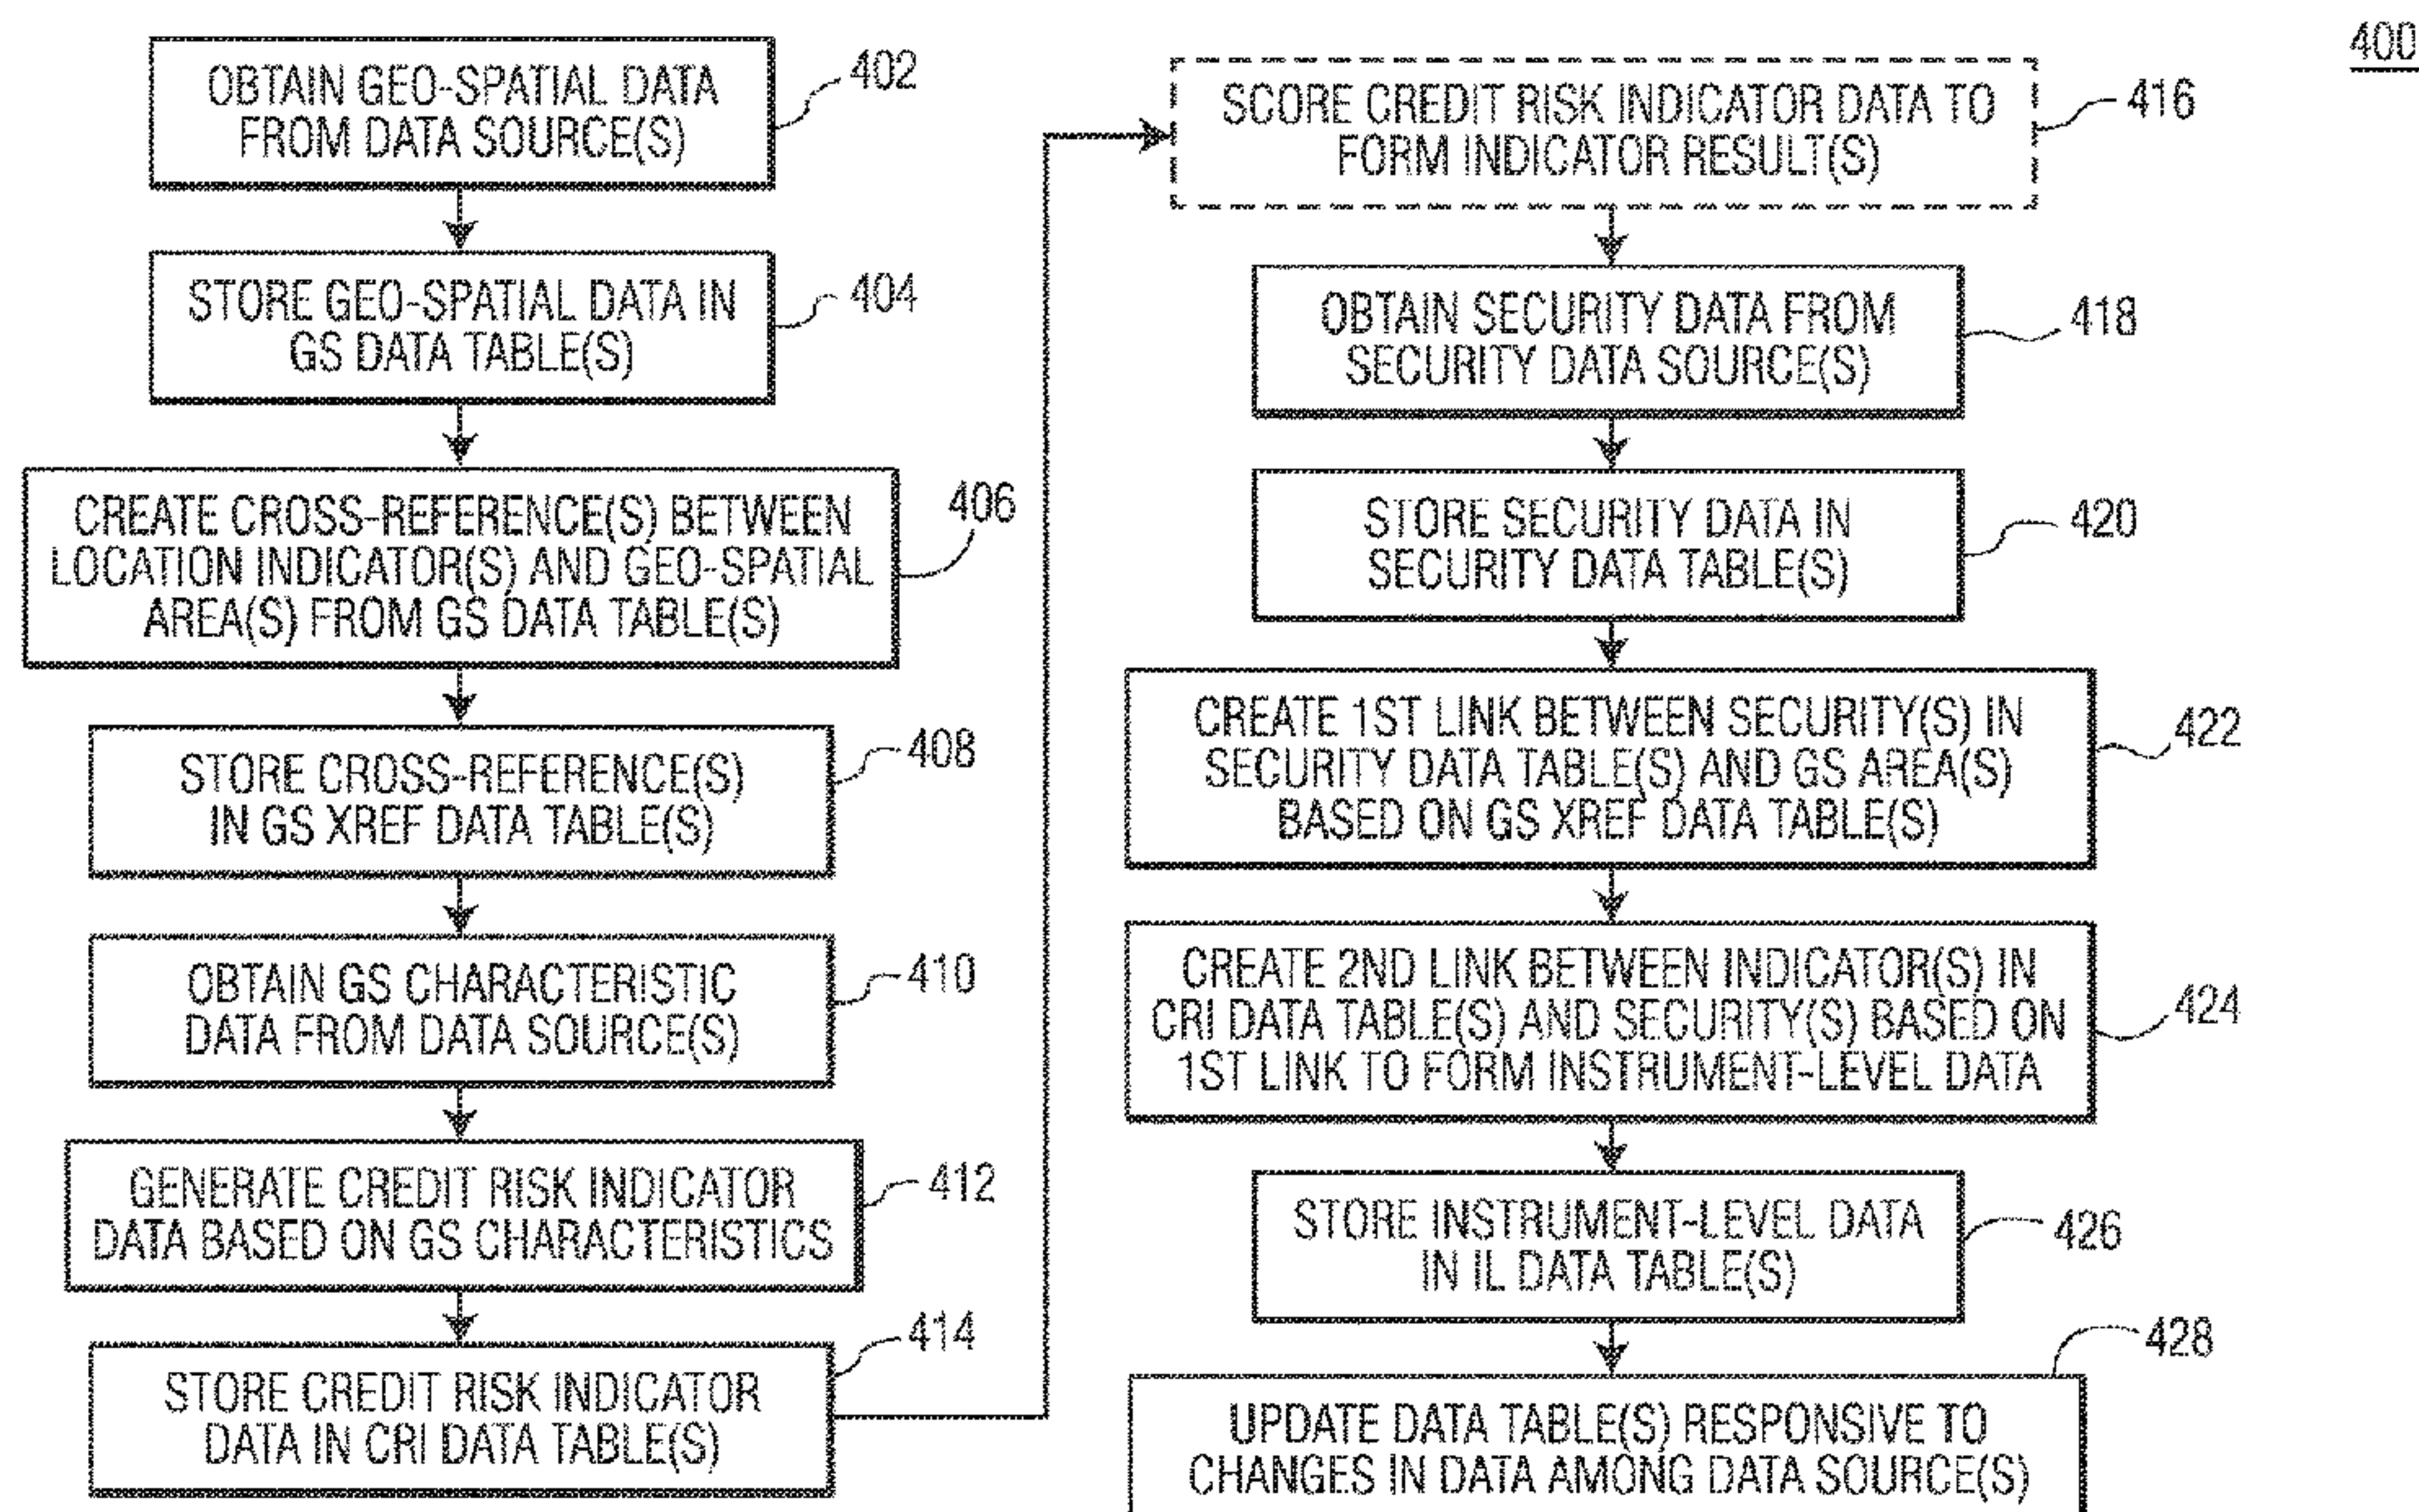 400
OBTAIN GEO-SPATIAL DATA
FROM DATA SOURCE(S)
402
STORE GEO-SPATIAL DATA IN
GS DATA TABLE(S)
404
CREATE CROSS-REFERENCE(S) BETWEEN
LOCATION INDICATOR(S) AND GEO-SPATIAL
AREA(S) FROM GS DATA TABLE(S)
406
STORE CROSS-REFERENCE(S)
IN GS XREF DATA TABLE(S)
408
OBTAIN GS CHARACTERISTIC
DATA FROM DATA SOURCE(S)
410
GENERATE CREDIT RISK INDICATOR
DATA BASED ON GS CHARACTERISTICS
412
STORE CREDIT RISK INDICATOR
DATA IN CRI DATA TABLE(S)
414
SCORE CREDIT RISK INDICATOR DATA TO
FORM INDICATOR RESULT(S)
416
OBTAIN SECURITY DATA FROM
SECURITY DATA SOURCE(S)
418
STORE SECURITY DATA IN
SECURITY DATA TABLE(S)
420
CREATE 1ST LINK BETWEEN SECURITY(S) IN
SECURITY DATA TABLE(S) AND GS AREA(S)
BASED ON GS XREF DATA TABLE(S)
422
CREATE 2ND LINK BETWEEN INDICATOR(S) IN
CRI DATA TABLE(S) AND SECURITY(S) BASED ON
1ST LINK TO FORM INSTRUMENT-LEVEL DATA
424
STORE INSTRUMENT-LEVEL DATA
IN IL DATA TABLE(S)
426
UPDATE DATA TABLE(S) RESPONSIVE TO
CHANGES IN DATA AMONG DATA SOURCE(S)
428